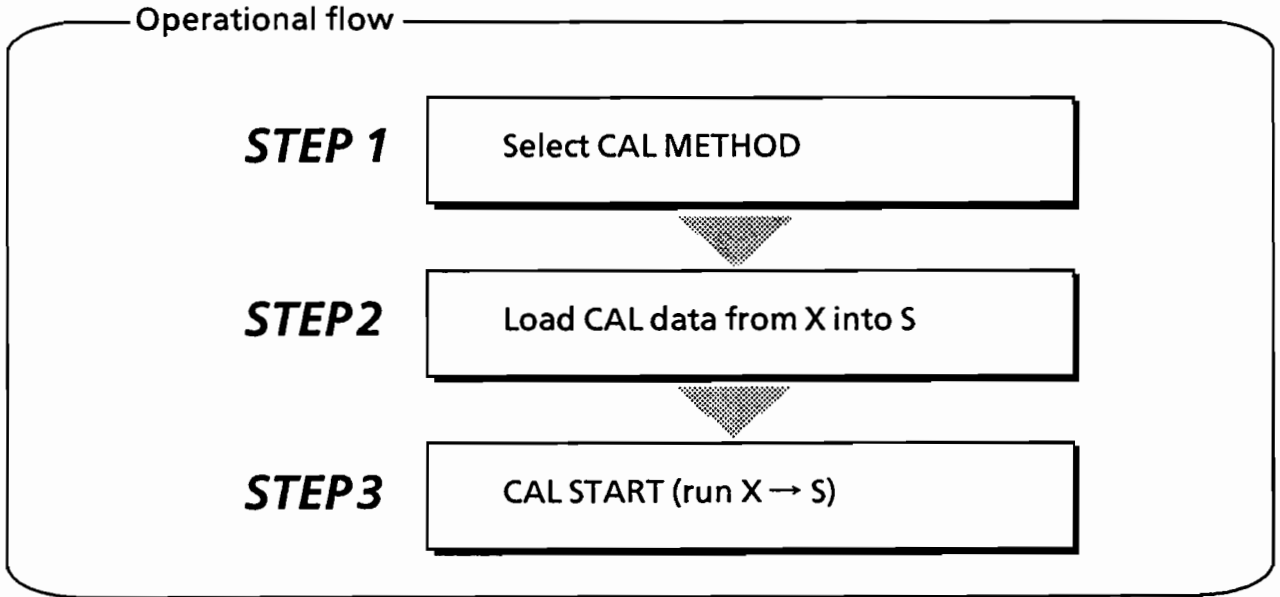 Operational flow
STEP 1 Select CAL METHOD
STEP2 Load CAL data from X into S
STEP3 CAL START (run X → S)